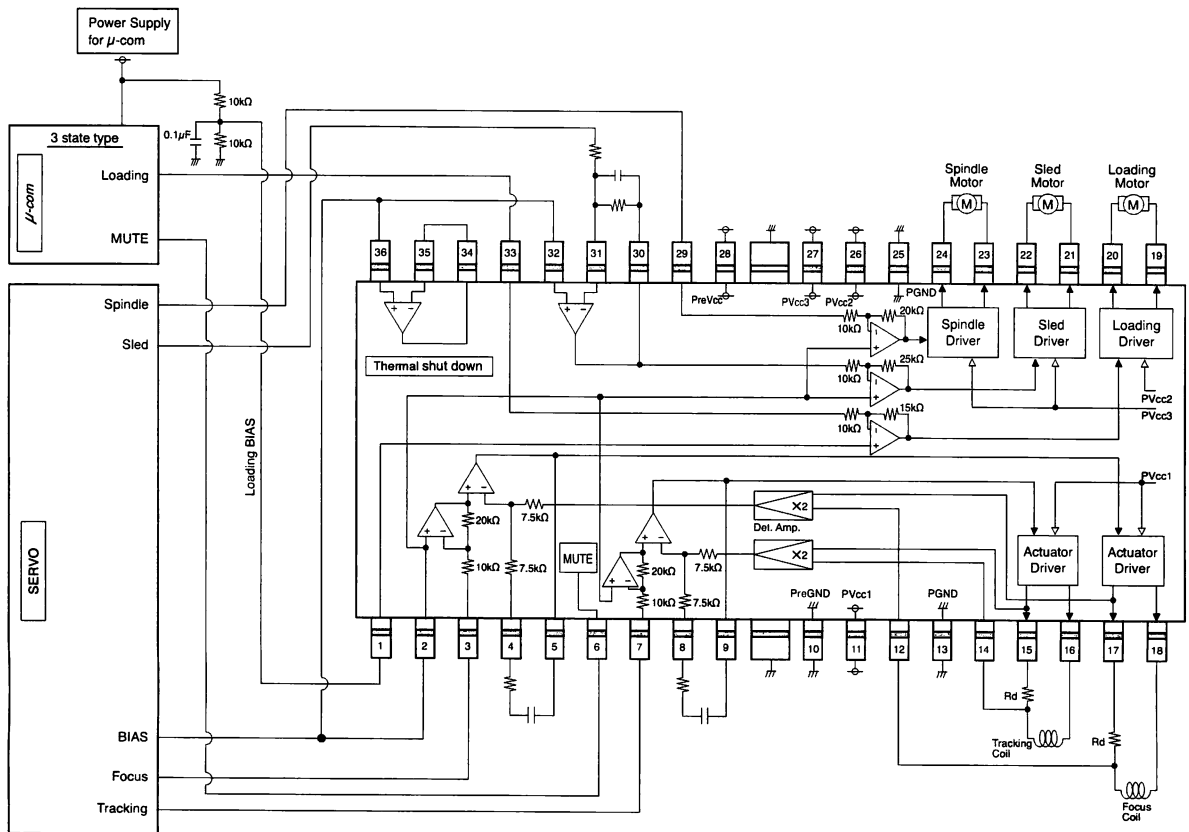 Power Supply
for μ-com
10kΩ
0.1μF
10kΩ
3 state type
μ-com
Loading
MUTE
SERVO
Spindle
Sled
BIAS
Focus
Tracking
Loading BIAS
Spindle
Motor
Sled
Motor
Loading
Motor
M
M
M
36
35
34
33
32
31
30
29
28
27
26
25
24
23
22
21
20
19
PreVcc
PVcc3
PVcc2
PGND
+
-
+
-
Thermal shut down
10kΩ
20kΩ
-
+
10kΩ
25kΩ
-
+
10kΩ
15kΩ
-
+
Spindle
Driver
Sled
Driver
Loading
Driver
PVcc2
PVcc3
PVcc1
+
-
+
-
20kΩ
10kΩ
7.5kΩ
7.5kΩ
MUTE
+
-
+
-
20kΩ
10kΩ
7.5kΩ
7.5kΩ
X2
Det. Amp.
X2
Actuator
Driver
Actuator
Driver
PreGND
PVcc1
PGND
1
2
3
4
5
6
7
8
9
10
11
12
13
14
15
16
17
18
Rd
Tracking
Coil
Rd
Focus
Coil